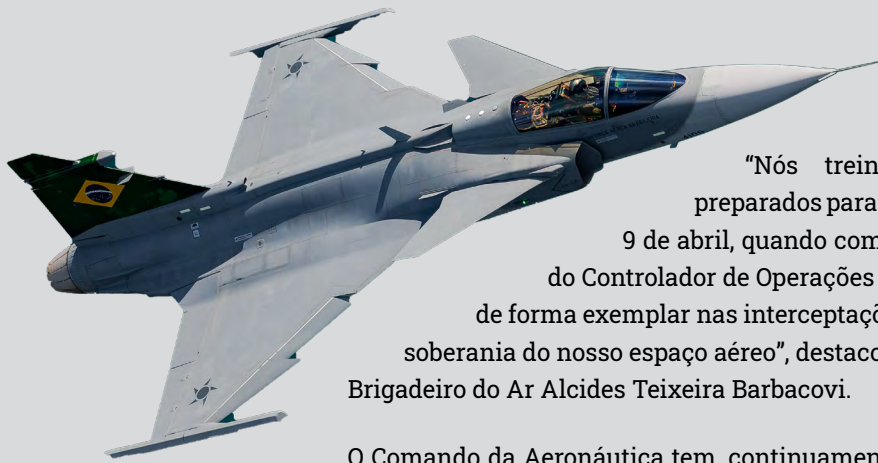 “Nós trein
preparados para
9 de abril, quando com
do Controlador de Operações
de forma exemplar nas interceptaçõ
soberania do nosso espaço aéreo”, destaco
Brigadeiro do Ar Alcides Teixeira Barbacovi.
O Comando da Aeronáutica tem, continuamen